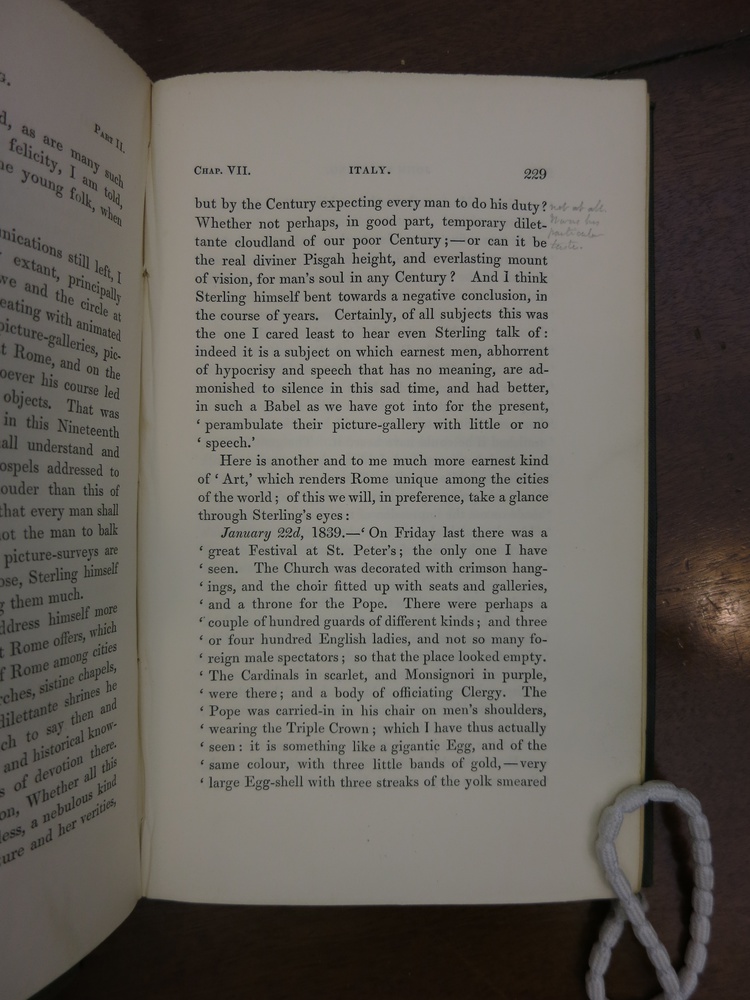 G.
PART II.
d, as are many such
felicity, I am told,
he young folk, when
nications still left, I
extant, principally
we and the circle at
eating with animated
picture-galleries, pic-
t Rome, and on the
oever his course led
objects. That was
in this Nineteenth
all understand and
ospels addressed to
ouder than this of
that every man shall
not the man to balk
picture-surveys are
ose, Sterling himself
g them much.
ddress himself more
t Rome offers, which
f Rome among cities
rches, sistine chapels,
dilettante shrines he
ch to say then and
and historical know-
s of devotion there.
on, Whether all this
less, a nebulous kind
ure and her verities,
CHAP. VII. ITALY. 229
but by the Century expecting every man to do his duty?
Whether not perhaps, in good part, temporary dilet-
tante cloudland of our poor Century;—or can it be
the real diviner Pisgah height, and everlasting mount
of vision, for man's soul in any Century? And I think
Sterling himself bent towards a negative conclusion, in
the course of years. Certainly, of all subjects this was
the one I cared least to hear even Sterling talk of:
indeed it is a subject on which earnest men, abhorrent
of hypocrisy and speech that has no meaning, are ad-
monished to silence in this sad time, and had better,
in such a Babel as we have got into for the present,
‘ perambulate their picture-gallery with little or no
‘ speech.’
Here is another and to me much more earnest kind
of ‘ Art,’ which renders Rome unique among the cities
of the world; of this we will, in preference, take a glance
through Sterling's eyes:
January 22d, 1839.—‘ On Friday last there was a
‘ great Festival at St. Peter's; the only one I have
‘ seen. The Church was decorated with crimson hang-
‘ ings, and the choir fitted up with seats and galleries,
‘ and a throne for the Pope. There were perhaps a
‘ couple of hundred guards of different kinds; and three
‘ or four hundred English ladies, and not so many fo-
‘ reign male spectators; so that the place looked empty.
‘ The Cardinals in scarlet, and Monsignori in purple,
‘ were there; and a body of officiating Clergy. The
‘ Pope was carried-in in his chair on men's shoulders,
‘ wearing the Triple Crown; which I have thus actually
‘ seen: it is something like a gigantic Egg, and of the
‘ same colour, with three little bands of gold,—very
‘ large Egg-shell with three streaks of the yolk smeared
not at all
particular
taste.